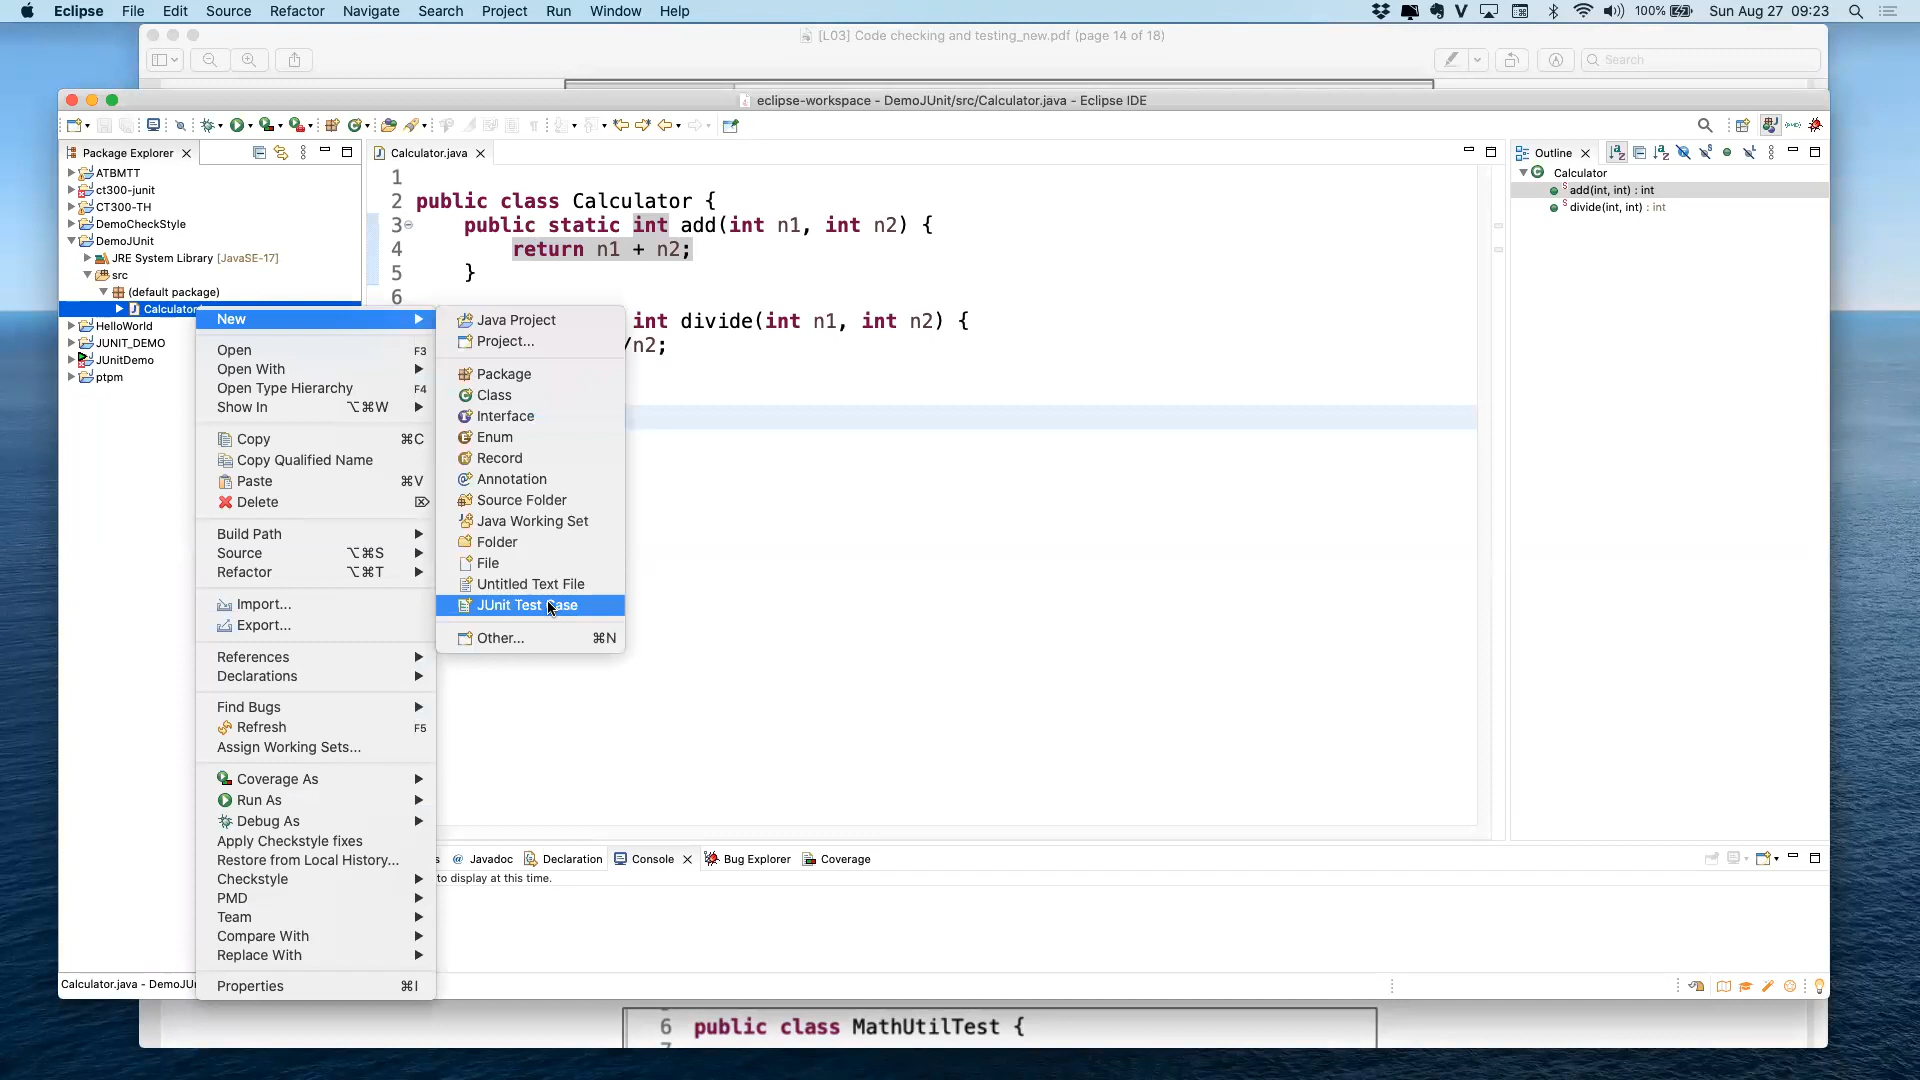 Eclipse File Edit Source Refactor Navigate Search Project Run Window Help 100% Sun Aug 27 09:23
[L03] Code checking and testing_new.pdf (page 14 of 18)
Search
eclipse-workspace - DemoJUnit/src/Calculator.java - Eclipse IDE
Package Explorer
ATBMTT
ct300-junit
CT300-TH
DemoCheckStyle
DemoJUnit
JRE System Library [JavaSE-17]
src
(default package)
Calculator
HelloWorld
JUNIT_DEMO
JUnitDemo
ptpm
Calculator.java
1
2 public class Calculator {
3 public static int add(int n1, int n2) {
4 return n1 + n2;
5 }
6
int divide(int n1, int n2) {
/n2;
Outline
Calculator
add(int, int) : int
divide(int, int) : int
New
Open F3
Open With
Open Type Hierarchy F4
Show In ⌥⌘W
Copy ⌘C
Copy Qualified Name
Paste ⌘V
Delete ⌦
Build Path
Source ⌥⌘S
Refactor ⌥⌘T
Import...
Export...
References
Declarations
Find Bugs
Refresh F5
Assign Working Sets...
Coverage As
Run As
Debug As
Apply Checkstyle fixes
Restore from Local History...
Checkstyle
PMD
Team
Compare With
Replace With
Properties ⌘I
Java Project
Project...
Package
Class
Interface
Enum
Record
Annotation
Source Folder
Java Working Set
Folder
File
Untitled Text File
JUnit Test Case
Other... ⌘N
s @ Javadoc Declaration Console Bug Explorer Coverage
to display at this time.
Calculator.java - DemoJU
6 public class MathUtilTest {